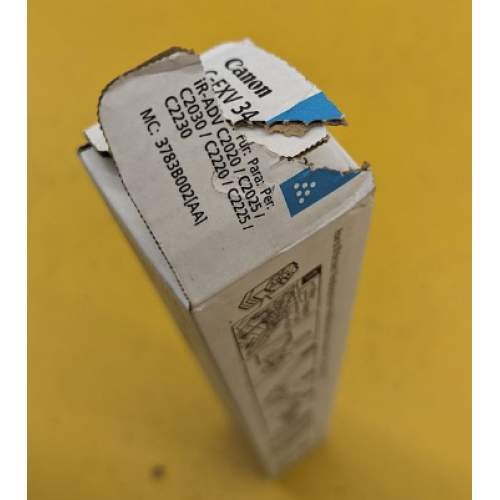 Canon
C-EXV 34
Für: Para: Per:
iR-ADV C2020 / C2025 /
C2030 / C2220 / C2225 /
C2230
MC: 3783B002[AA]